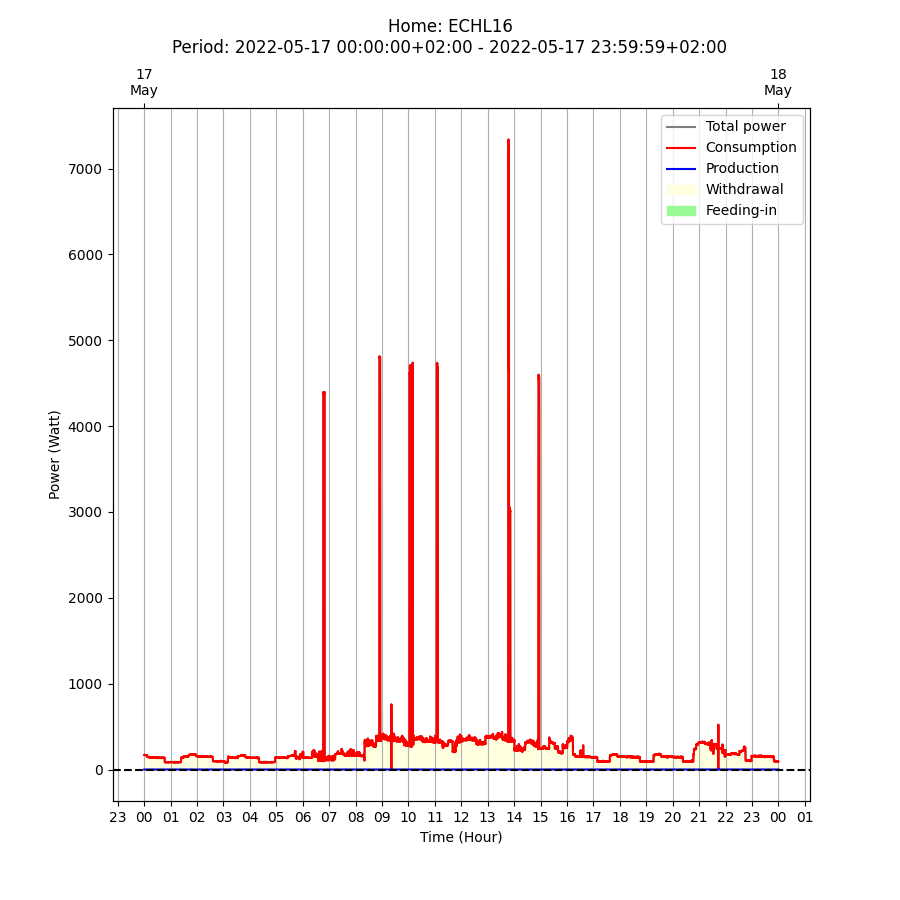 Home: ECHL16
Period: 2022-05-17 00:00:00+02:00 - 2022-05-17 23:59:59+02:00
17 18
May May
Total power
Consumption
Production
Withdrawal
Feeding-in
7000
6000
5000
4000
3000
2000
1000
0
Power (Watt)
23 00 01 02 03 04 05 06 07 08 09 10 11 12 13 14 15 16 17 18 19 20 21 22 23 00 01
Time (Hour)